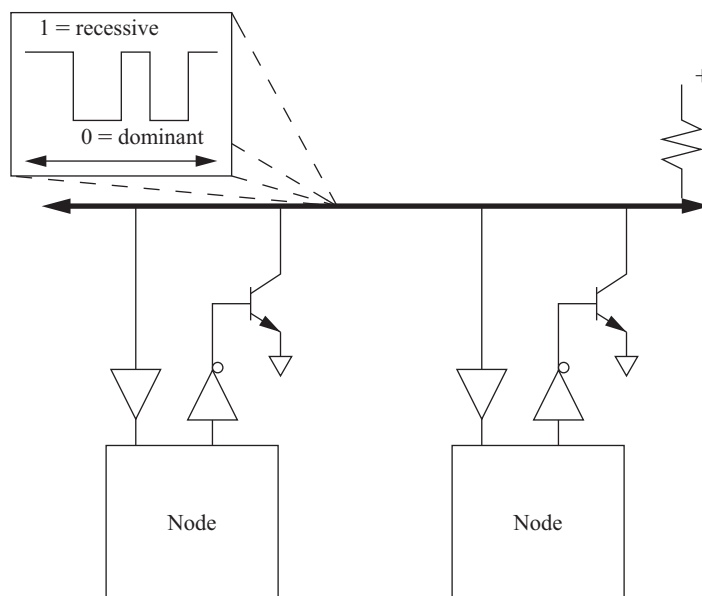 1 = recessive
0 = dominant
+
Node
Node